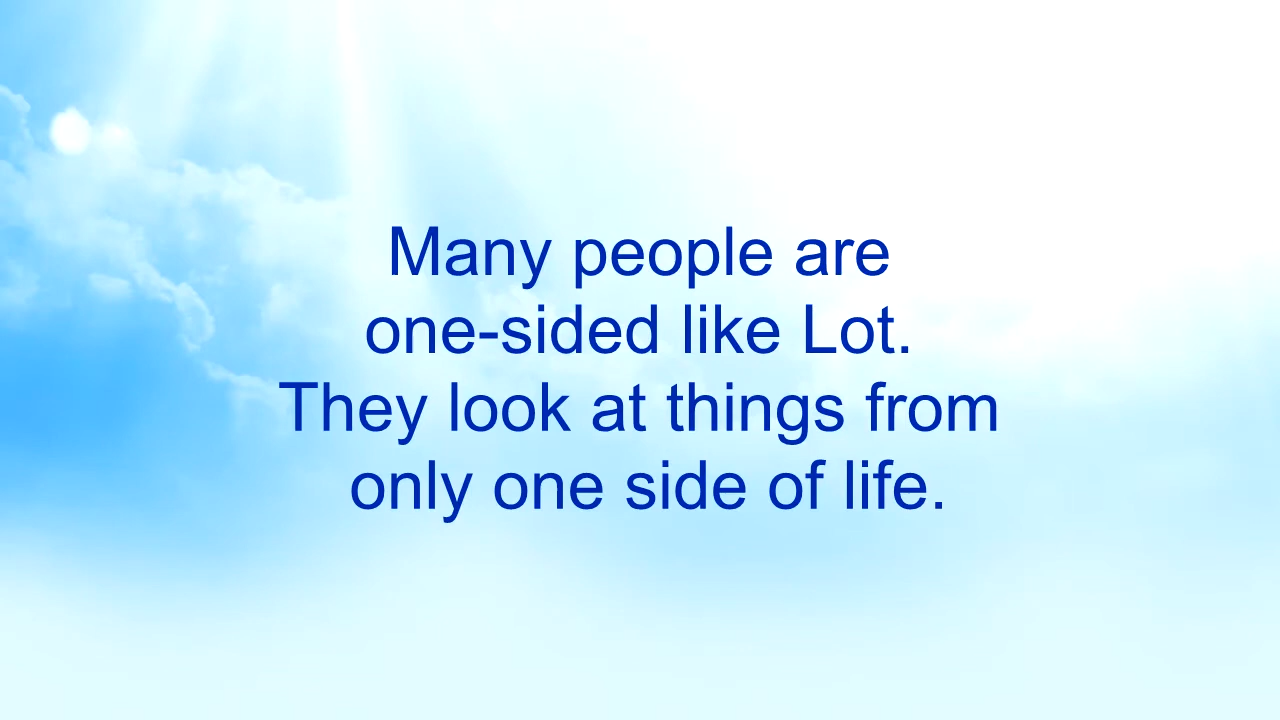 Many people are
one-sided like Lot.
They look at things from
only one side of life.